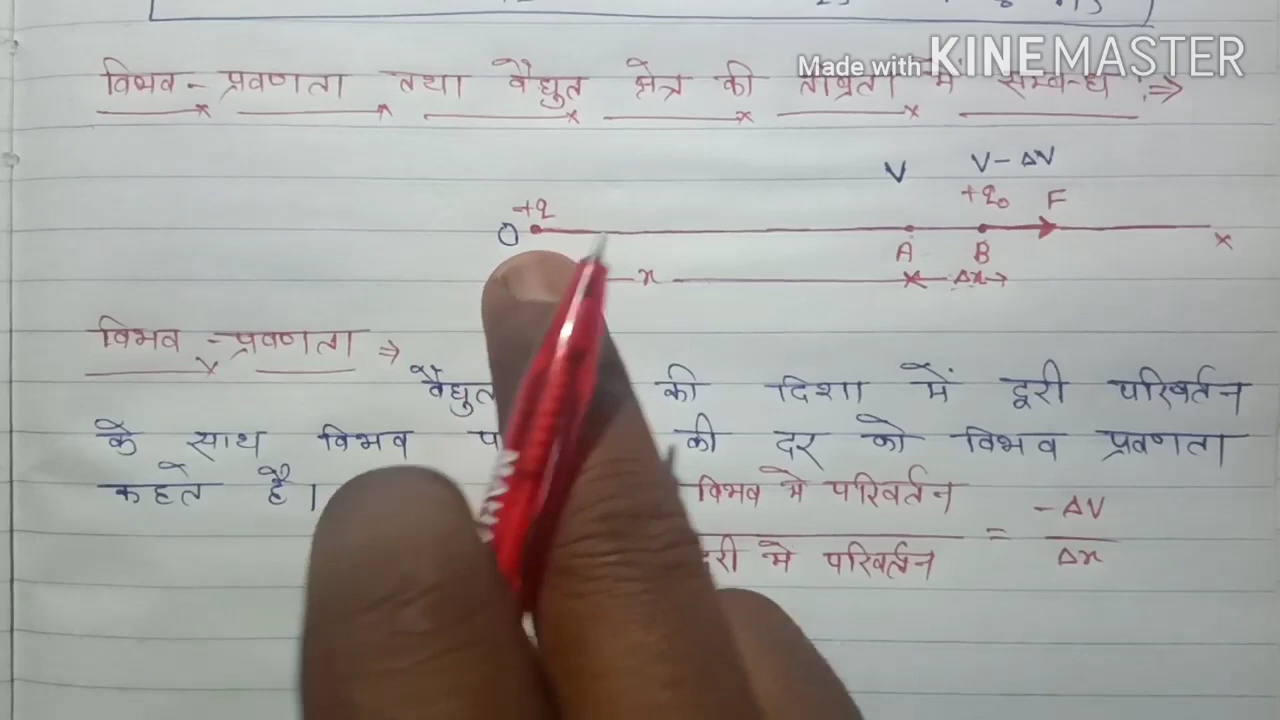 Made with KINEMASTER
विभव - प्रवणता तथा वैद्युत क्षेत्र की तीव्रता में सम्बन्ध :⇒
V V-ΔV
+q +q₀ F
O A B x
x Δx
विभव - प्रवणता ⇒
वैद्युत की दिशा में दूरी परिवर्तन
के साथ विभव की दर को विभव प्रवणता
कहते है।
विभव मे परिवर्तन / दूरी मे परिवर्तन = -ΔV / Δx